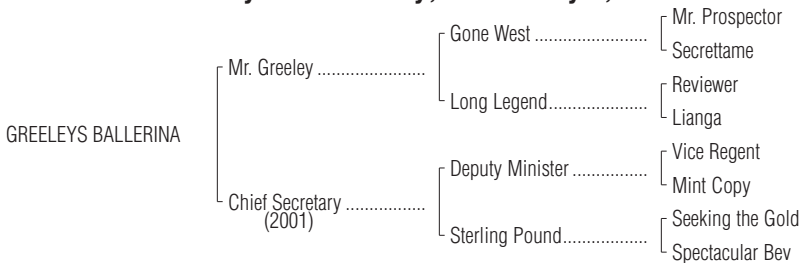 Mr. Prospector
Gone West ......................
Secrettame
Mr. Greeley ......................
Reviewer
Long Legend....................
Lianga
GREELEYS BALLERINA
Vice Regent
Deputy Minister ................
Mint Copy
Chief Secretary .................
(2001)
Seeking the Gold
Sterling Pound..................
Spectacular Bev